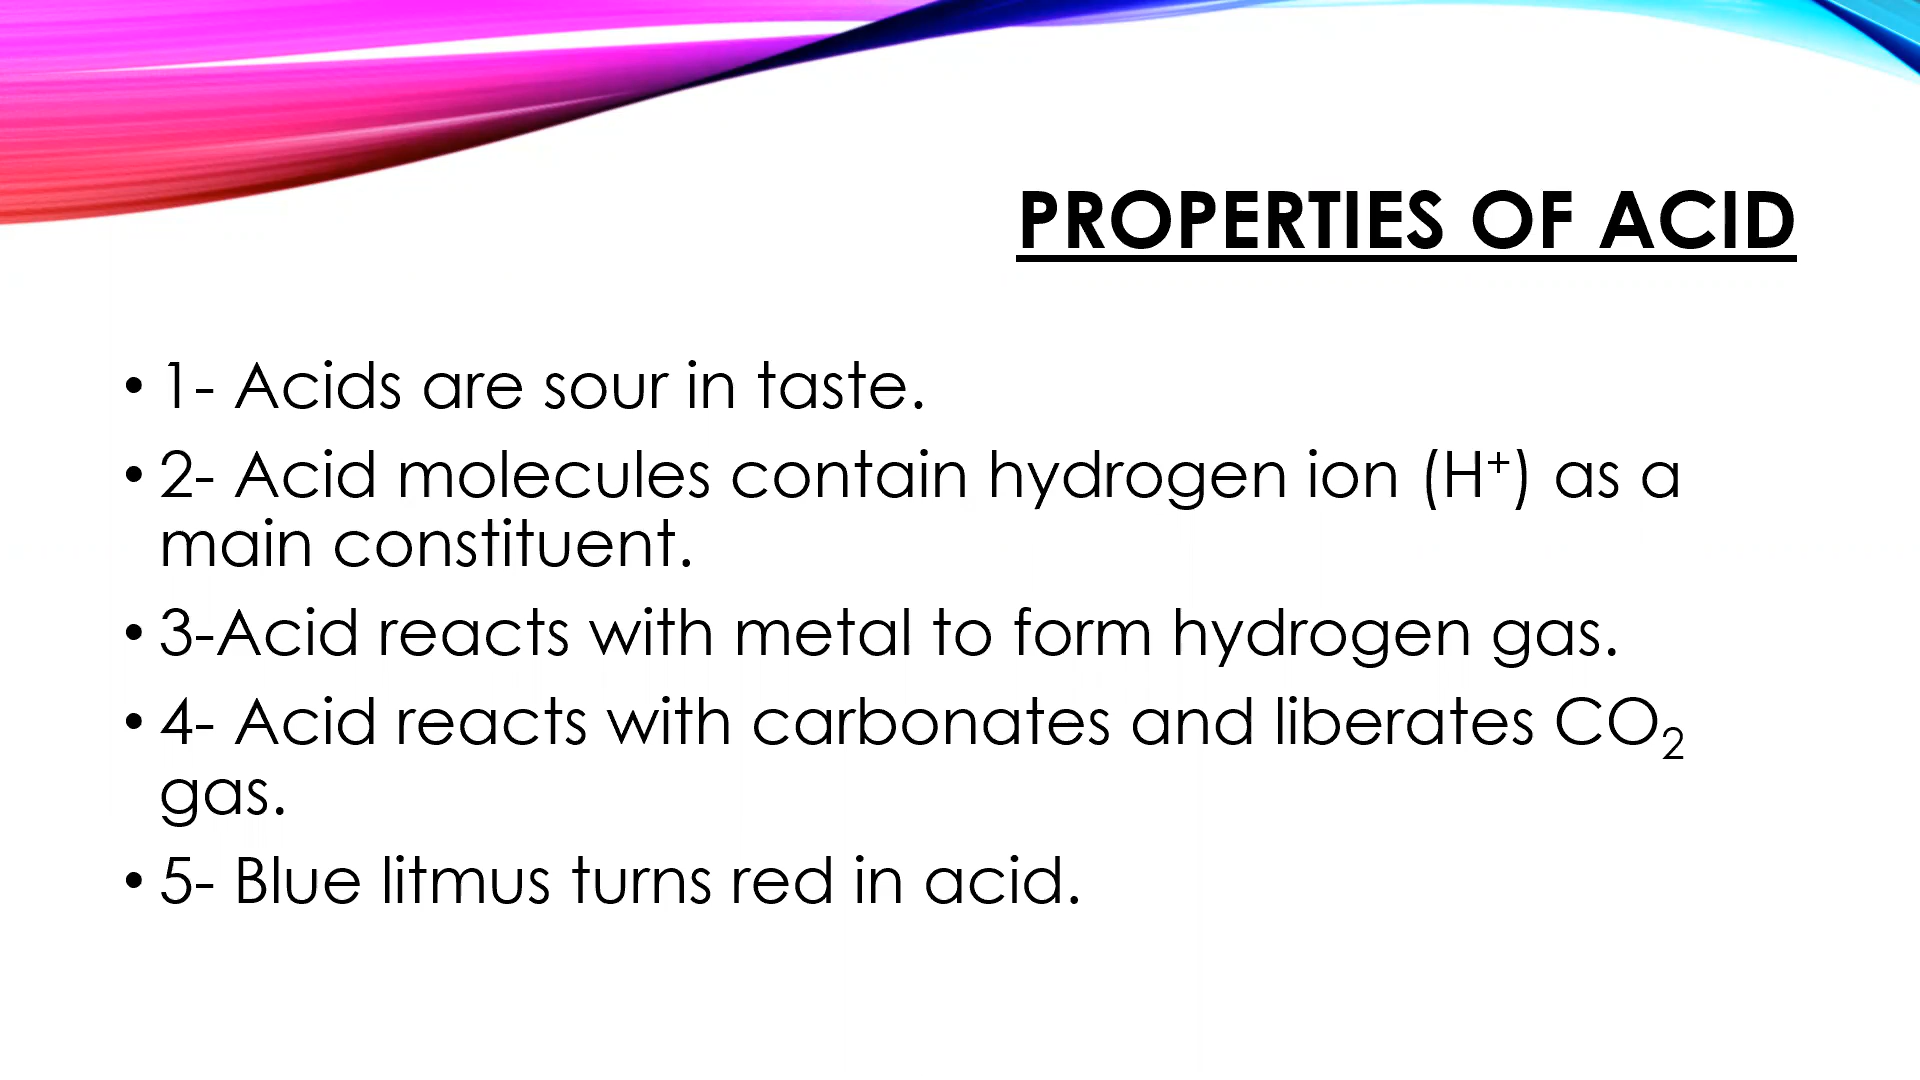 PROPERTIES OF ACID
• 1- Acids are sour in taste.
• 2- Acid molecules contain hydrogen ion (H⁺) as a
main constituent.
• 3-Acid reacts with metal to form hydrogen gas.
• 4- Acid reacts with carbonates and liberates CO₂
gas.
• 5- Blue litmus turns red in acid.